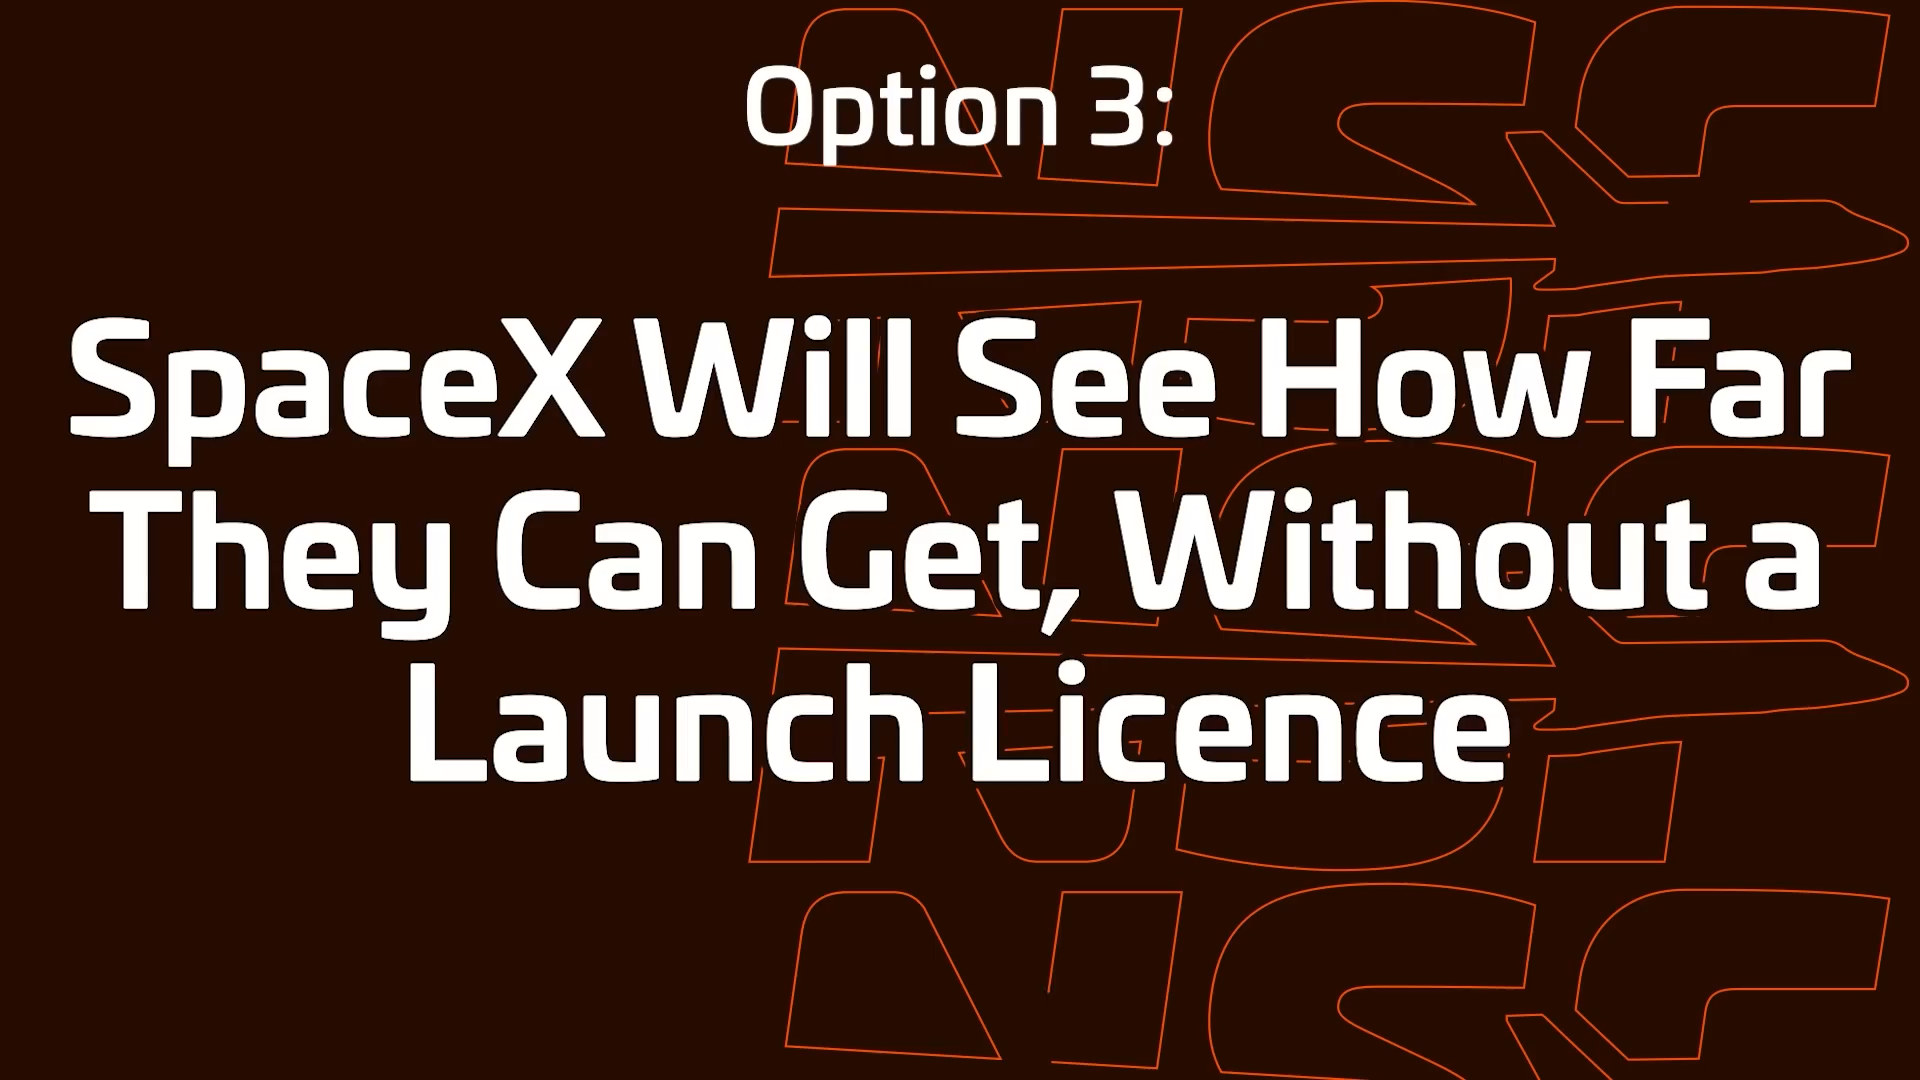 Option 3:
SpaceX Will See How Far
They Can Get, Without a
Launch Licence